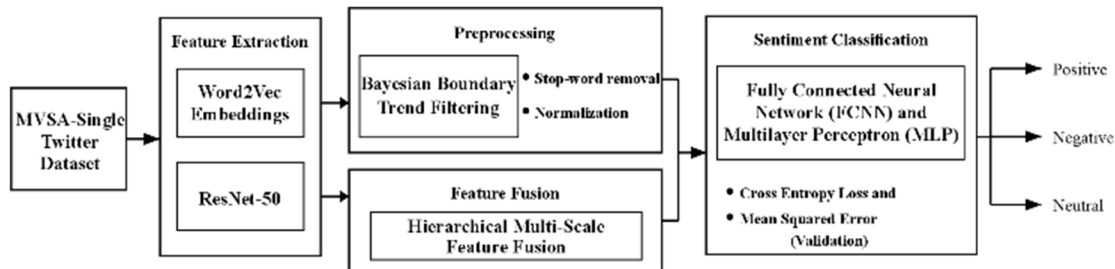 MVSA-Single
Twitter
Dataset
Feature Extraction
Word2Vec
Embeddings
ResNet-50
Preprocessing
Bayesian Boundary
Trend Filtering
• Stop-word removal
• Normalization
Feature Fusion
Hierarchical Multi-Scale
Feature Fusion
Sentiment Classification
Fully Connected Neural
Network (FCNN) and
Multilayer Perceptron (MLP)
• Cross Entropy Loss and
• Mean Squared Error
(Validation)
Positive
Negative
Neutral